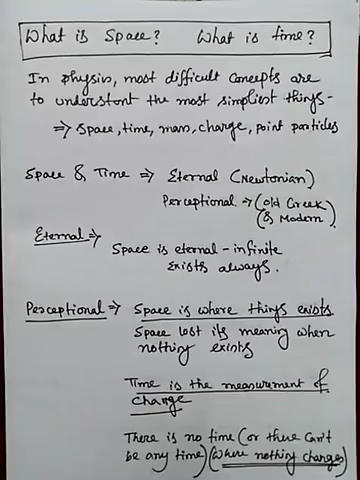 What is Space? What is time?
In physics, most difficult concepts are
to understant the most simpliest things-
⇒ Space, time, mass, charge, point particles
Space & Time ⇒ Eternal (Newtonian)
Perceptional → (Old Greek
& Modern)
Eternal ⇒
Space is eternal - infinite
exists always.
Perceptional ⇒ Space is where things exists
Space lost its meaning when
nothing exists
Time is the measurement of
change
There is no time (or there can't
be any time) (where nothing changes)